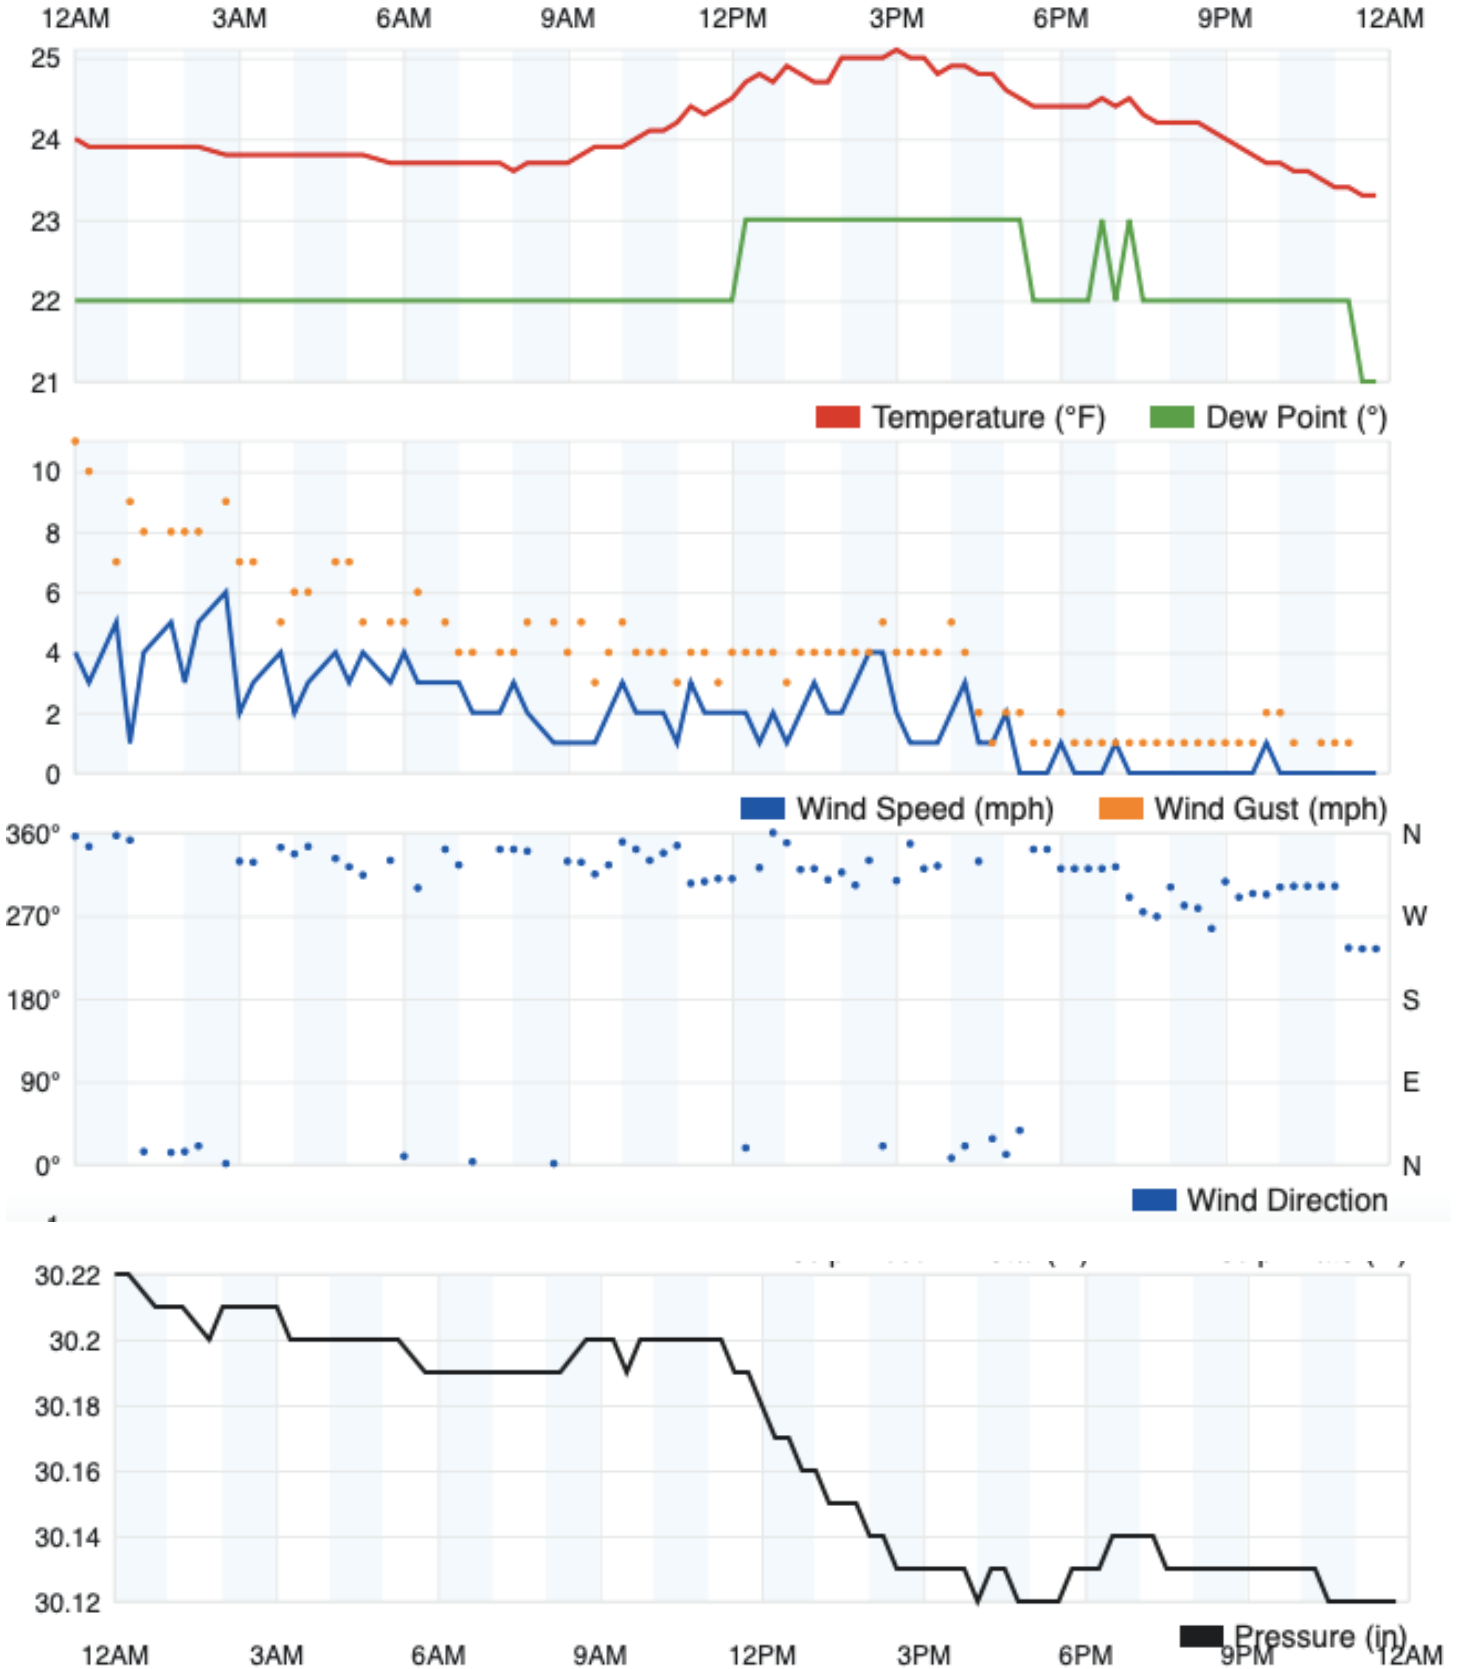 12AM 3AM 6AM 9AM 12PM 3PM 6PM 9PM 12AM
25
24
23
22
21
Temperature (°F) Dew Point (°)
10
8
6
4
2
0
Wind Speed (mph) Wind Gust (mph)
360° N
270° W
180° S
90° E
0° N
Wind Direction
30.22
30.2
30.18
30.16
30.14
30.12
Pressure (in)
12AM 3AM 6AM 9AM 12PM 3PM 6PM 9PM 12AM